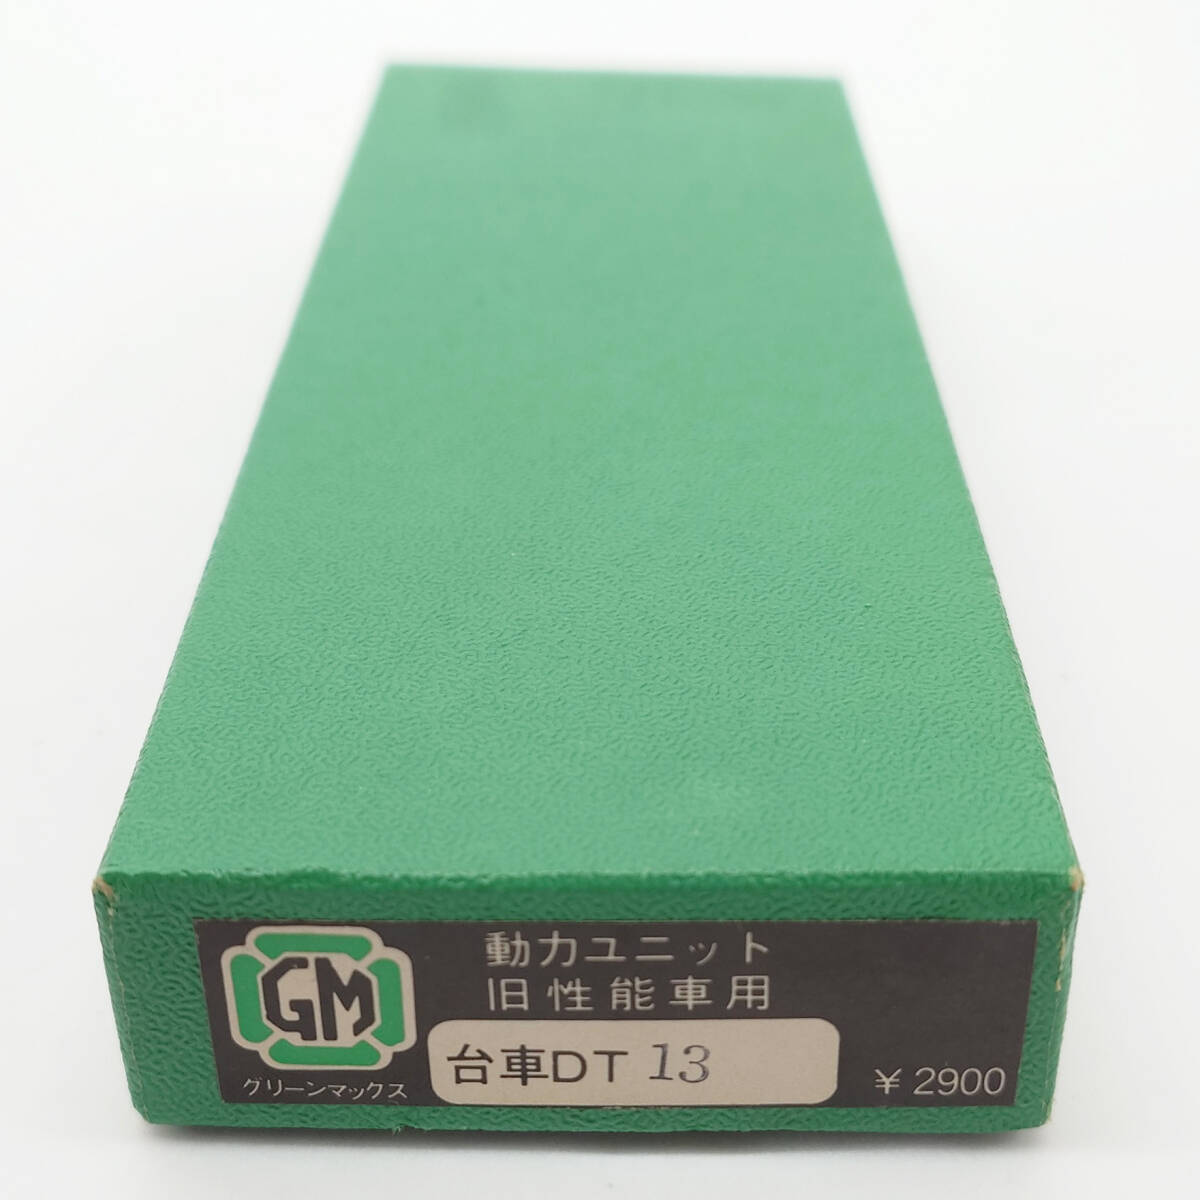 動力ユニット
旧性能車用
GM
グリーンマックス
台車DT 13
¥2900